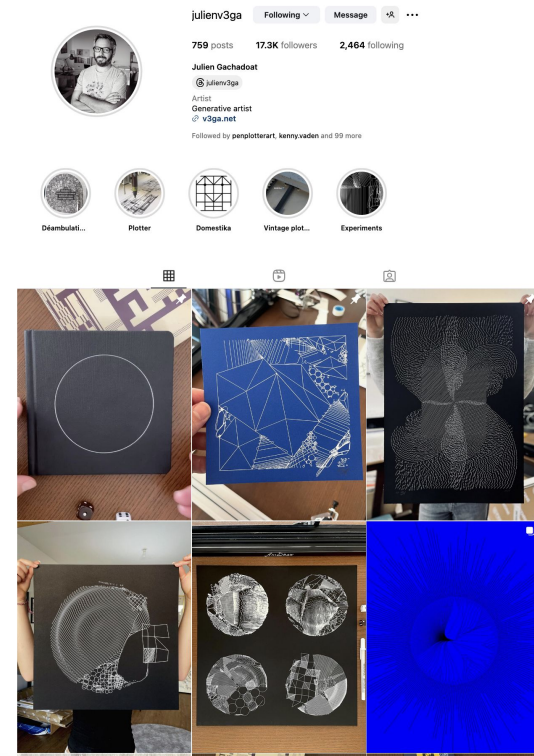 julienv3ga Following Message
759 posts 17.3K followers 2,464 following
Julien Gachadoat
julienv3ga
Artist
Generative artist
v3ga.net
Followed by penplotterart, kenny.vaden and 99 more
Déambulati... Plotter Domestika Vintage plot... Experiments